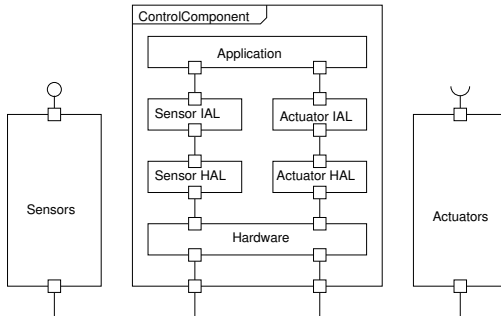 ControlComponent
Application
Sensor IAL
Actuator IAL
Sensor HAL
Actuator HAL
Sensors
Hardware
Actuators